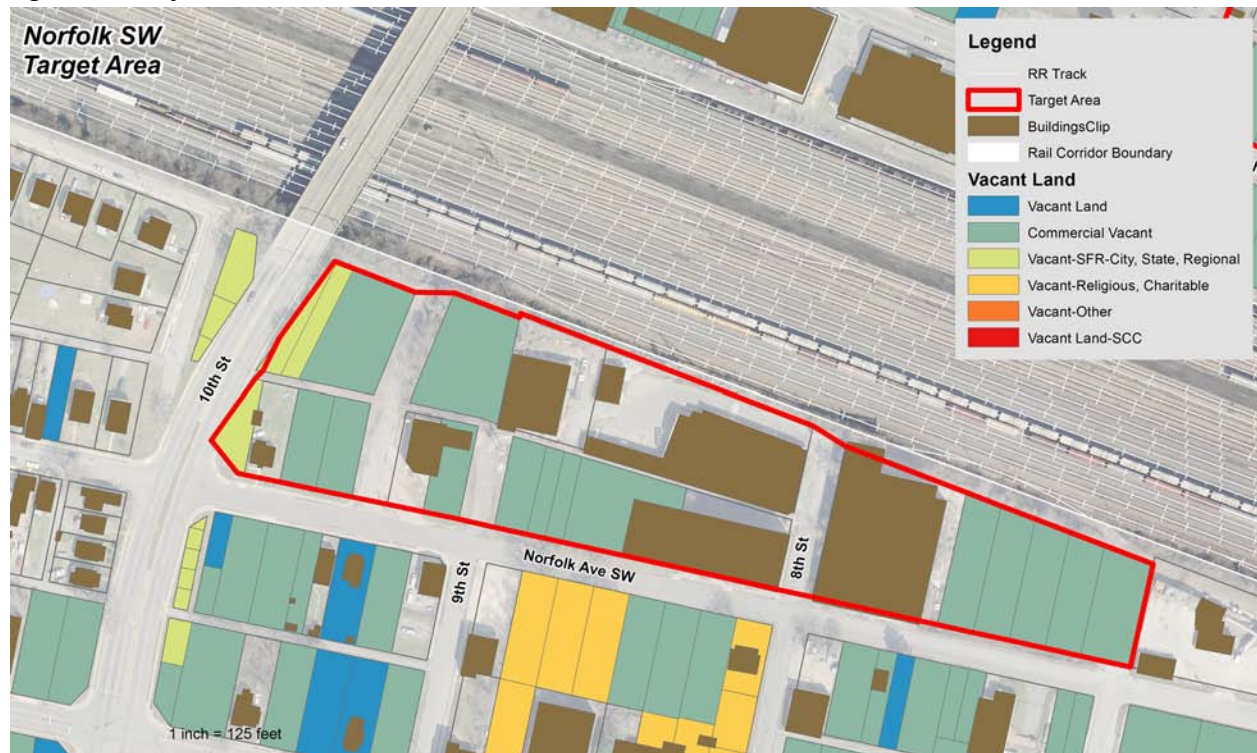 Norfolk SW
Target Area
Legend
RR Track
Target Area
BuildingsClip
Rail Corridor Boundary
Vacant Land
Vacant Land
Commercial Vacant
Vacant-SFR-City, State, Regional
Vacant-Religious, Charitable
Vacant-Other
Vacant Land-SCC
10th St
9th St
Norfolk Ave SW
8th St
1 inch = 125 feet